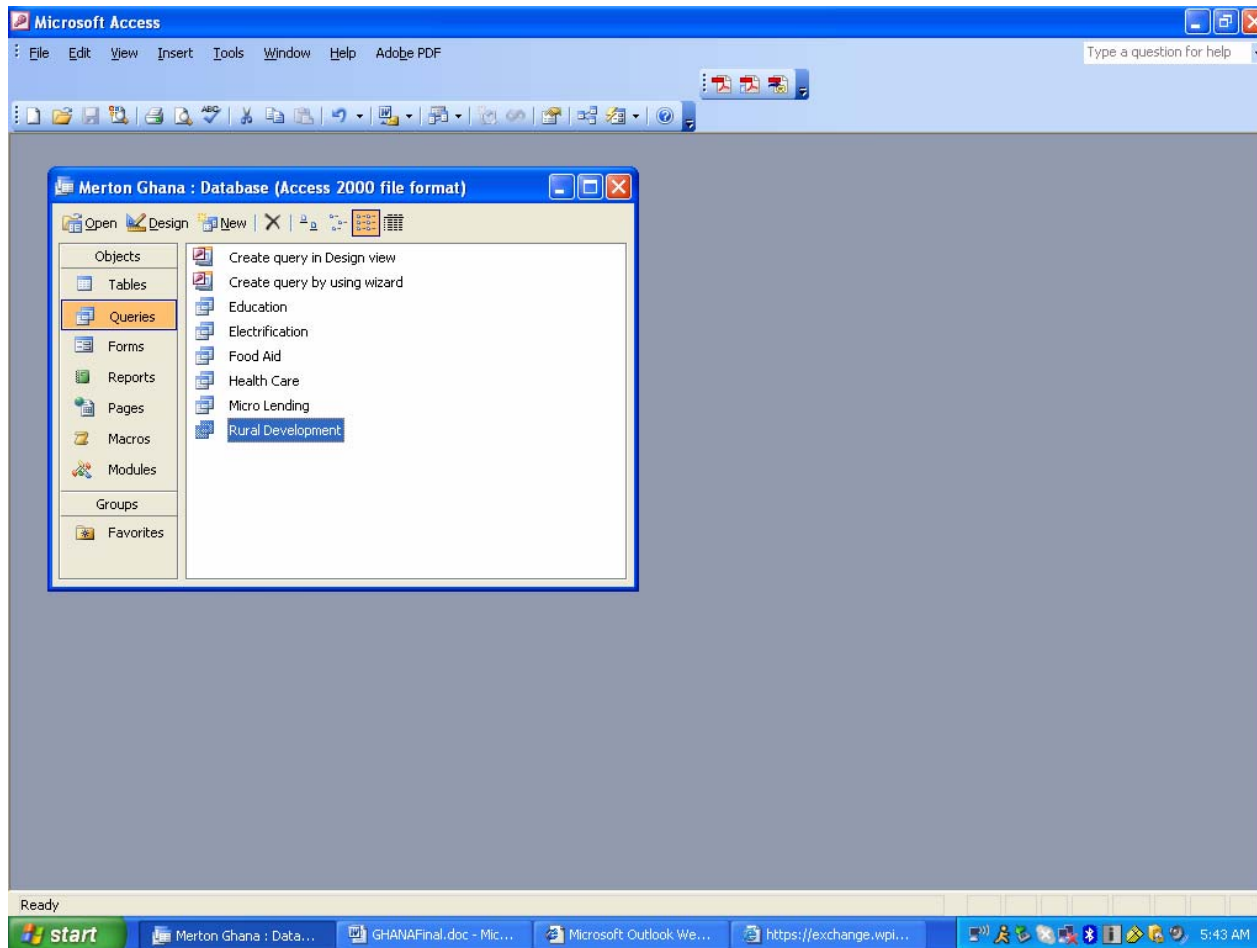 Microsoft Access
File Edit View Insert Tools Window Help Adobe PDF
Type a question for help
Merton Ghana : Database (Access 2000 file format)
Open Design New
Objects
Tables
Queries
Forms
Reports
Pages
Macros
Modules
Groups
Favorites
Create query in Design view
Create query by using wizard
Education
Electrification
Food Aid
Health Care
Micro Lending
Rural Development
Ready
start
Merton Ghana : Data...
GHANAFinal.doc - Mic...
Microsoft Outlook We...
https://exchange.wpi...
5:43 AM